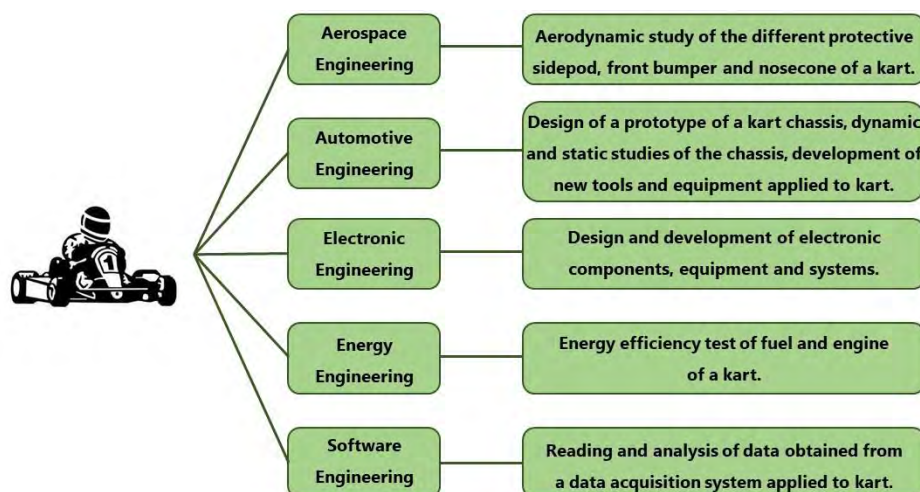 Aerospace
Engineering
Aerodynamic study of the different protective
sidepod, front bumper and nosecone of a kart.
Automotive
Engineering
Design of a prototype of a kart chassis, dynamic
and static studies of the chassis, development of
new tools and equipment applied to kart.
Electronic
Engineering
Design and development of electronic
components, equipment and systems.
1
Energy
Engineering
Energy efficiency test of fuel and engine
of a kart.
Software
Engineering
Reading and analysis of data obtained from
a data acquisition system applied to kart.